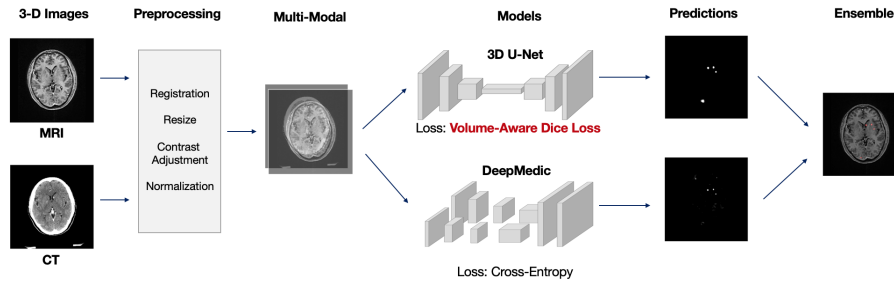 3-D Images
Preprocessing
Multi-Modal
Models
Predictions
Ensemble
MRI
CT
Registration
Resize
Contrast
Adjustment
Normalization
3D U-Net
Loss: Volume-Aware Dice Loss
DeepMedic
Loss: Cross-Entropy